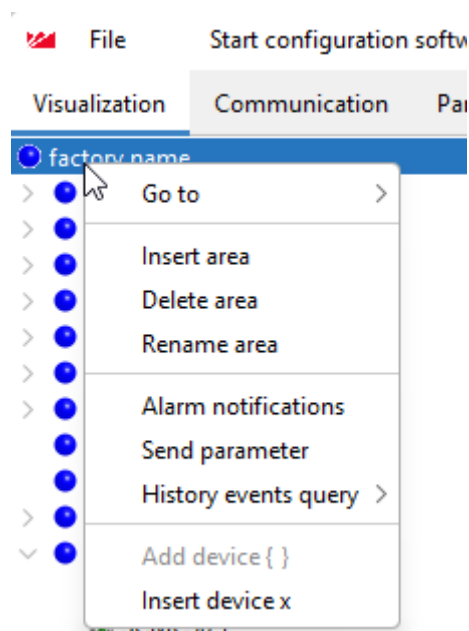 File Start configuration softw
Visualization Communication Par
factory name
Go to
Insert area
Delete area
Rename area
Alarm notifications
Send parameter
History events query
Add device { }
Insert device x